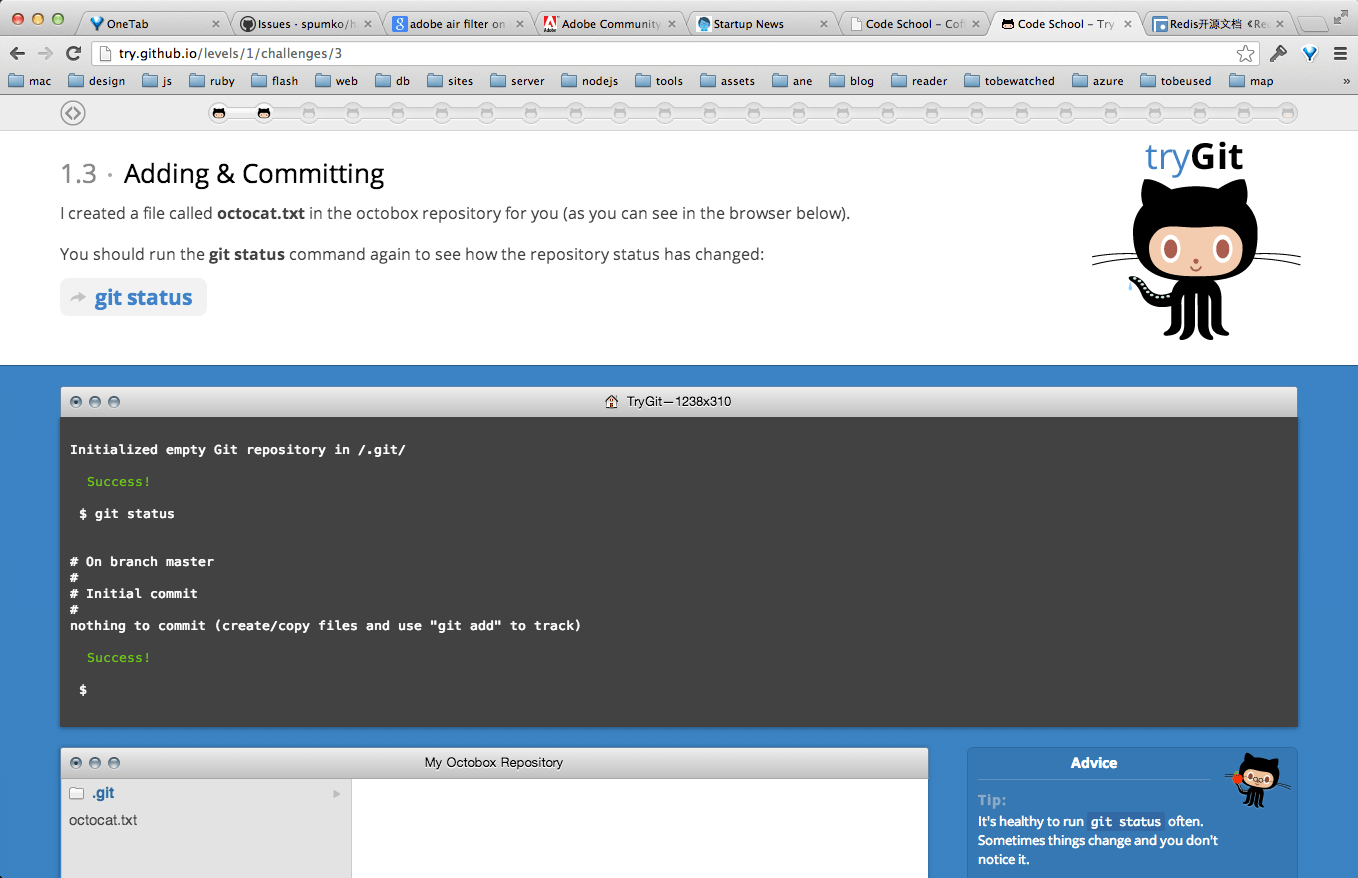 OneTab
Issues · spumko/h
adobe air filter on
Adobe Community
Startup News
Code School – Cof
Code School – Try
Redis开源文档 《Re
try.github.io/levels/1/challenges/3
mac design js ruby flash web db sites server nodejs tools assets ane blog reader tobewatched azure tobeused map »
1.3 · Adding & Committing
I created a file called octocat.txt in the octobox repository for you (as you can see in the browser below).
You should run the git status command again to see how the repository status has changed:
git status
tryGit
TryGit—1238x310
Initialized empty Git repository in /.git/
Success!
$ git status
# On branch master
#
# Initial commit
#
nothing to commit (create/copy files and use "git add" to track)
Success!
$
My Octobox Repository
.git
octocat.txt
Advice
Tip:
It's healthy to run git status often.
Sometimes things change and you don't
notice it.